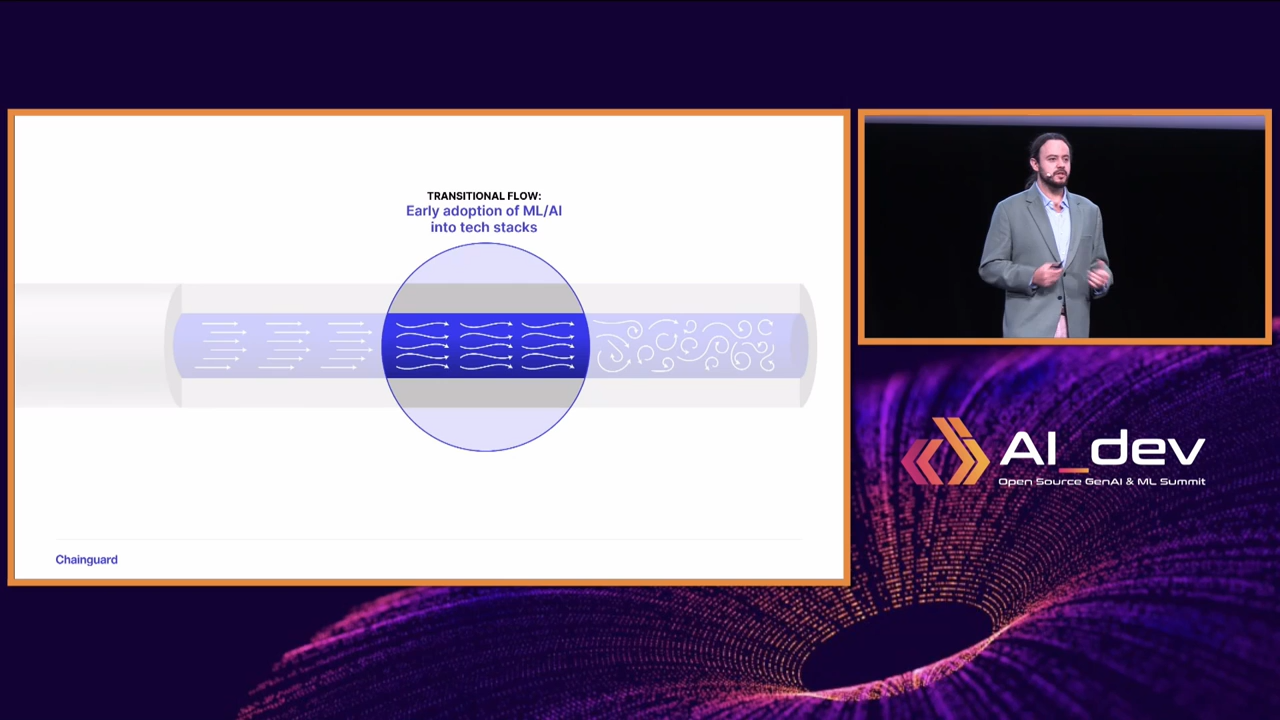 TRANSITIONAL FLOW:
Early adoption of ML/AI
into tech stacks
Chainguard
AI_dev
Open Source GenAI & ML Summit